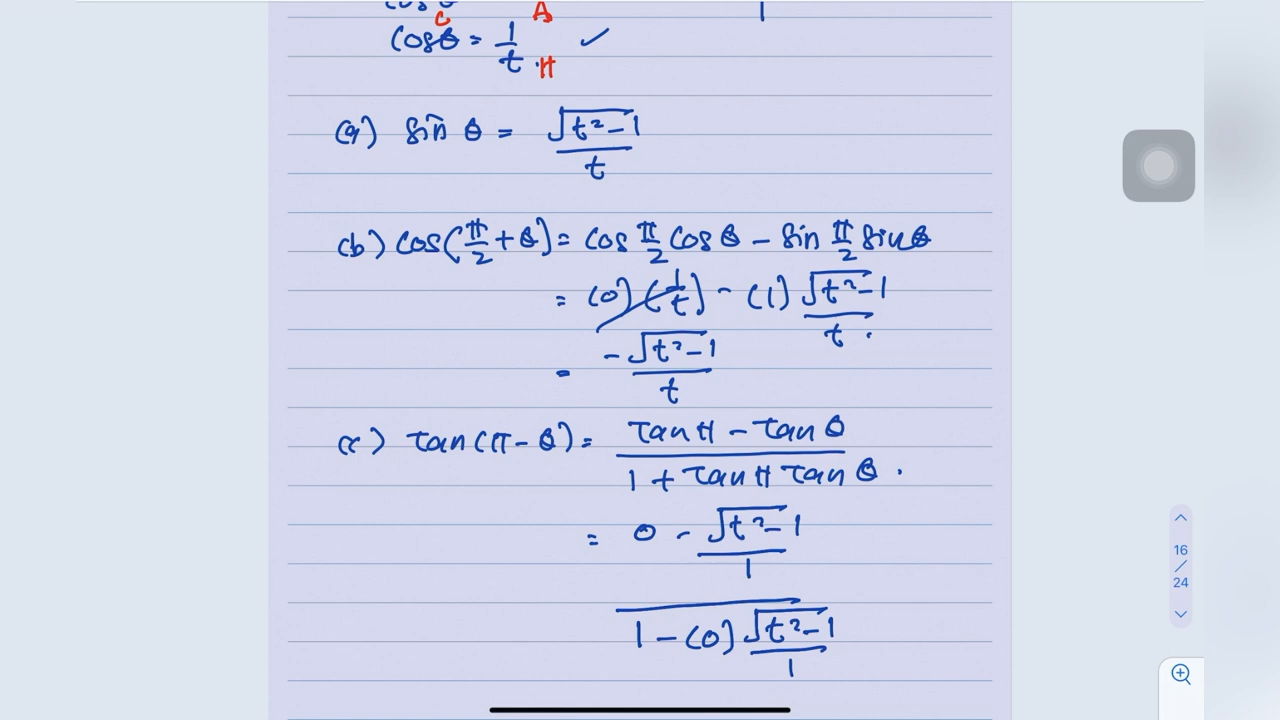 C A
cosθ = 1/t ✓
H
(a) sin θ = √(t²-1)/t
(b) cos(π/2 + θ) = cos π/2 cos θ - sin π/2 sin θ
= (0)(1/t) - (1) √(t²-1)/t .
= -√(t²-1)/t
(c) tan(π - θ) = (tan π - tan θ)/(1 + tan π tan θ) .
= (0 - √(t²-1)/1)/(1 - (0) √(t²-1)/1)
16
/
24